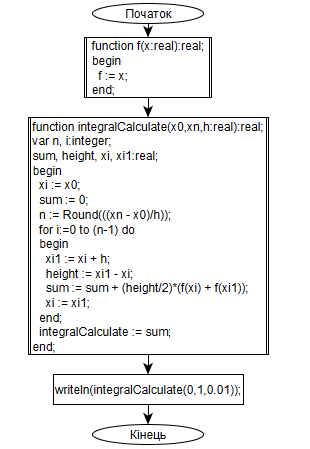 Початок
function f(x:real):real;
begin
f := x;
end;
function integralCalculate(x0,xn,h:real):real;
var n, i:integer;
sum, height, xi, xi1:real;
begin
xi := x0;
sum := 0;
n := Round(((xn - x0)/h));
for i:=0 to (n-1) do
begin
xi1 := xi + h;
height := xi1 - xi;
sum := sum + (height/2)*(f(xi) + f(xi1));
xi := xi1;
end;
integralCalculate := sum;
end;
writeln(integralCalculate(0,1,0.01));
Кінець